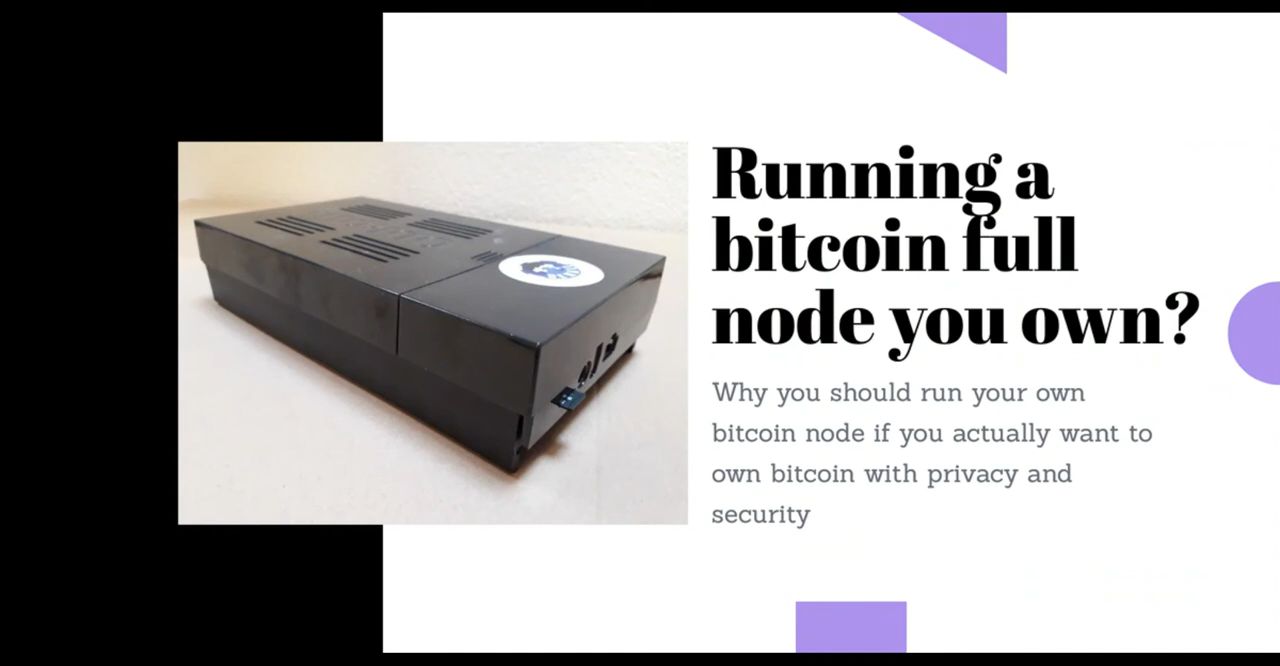 Running a
bitcoin full
node you own?
Why you should run your own
bitcoin node if you actually want to
own bitcoin with privacy and
security